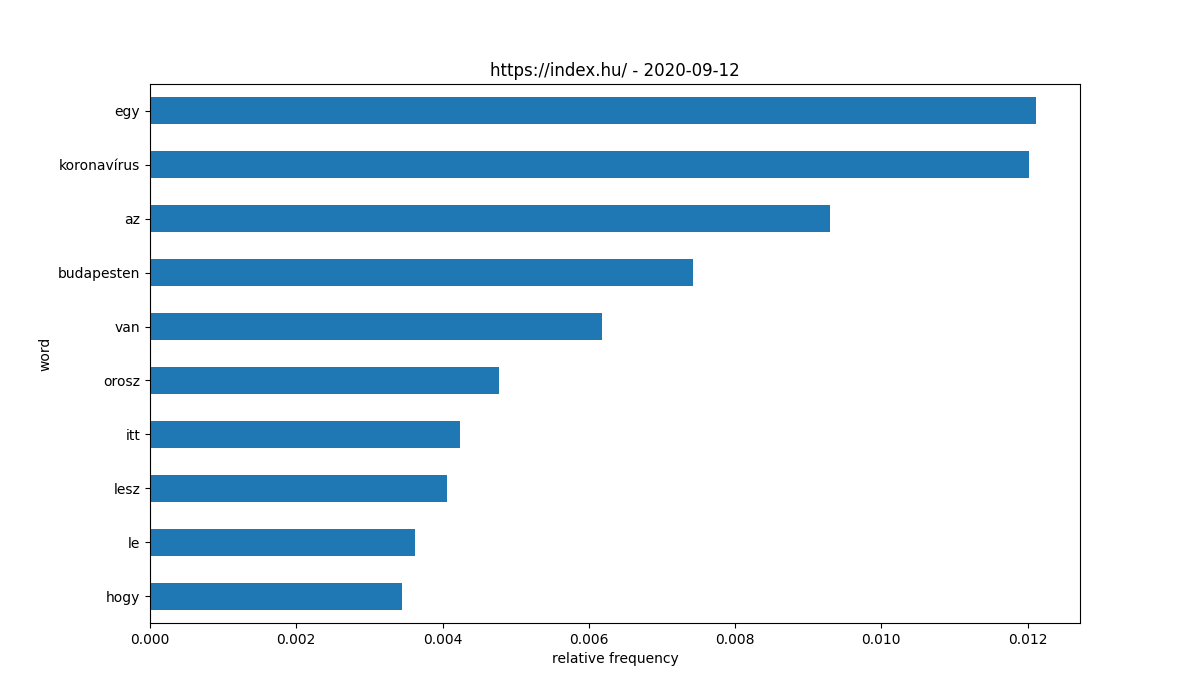 https://index.hu/ - 2020-09-12
word
egy
koronavírus
az
budapesten
van
orosz
itt
lesz
le
hogy
0.000 0.002 0.004 0.006 0.008 0.010 0.012
relative frequency